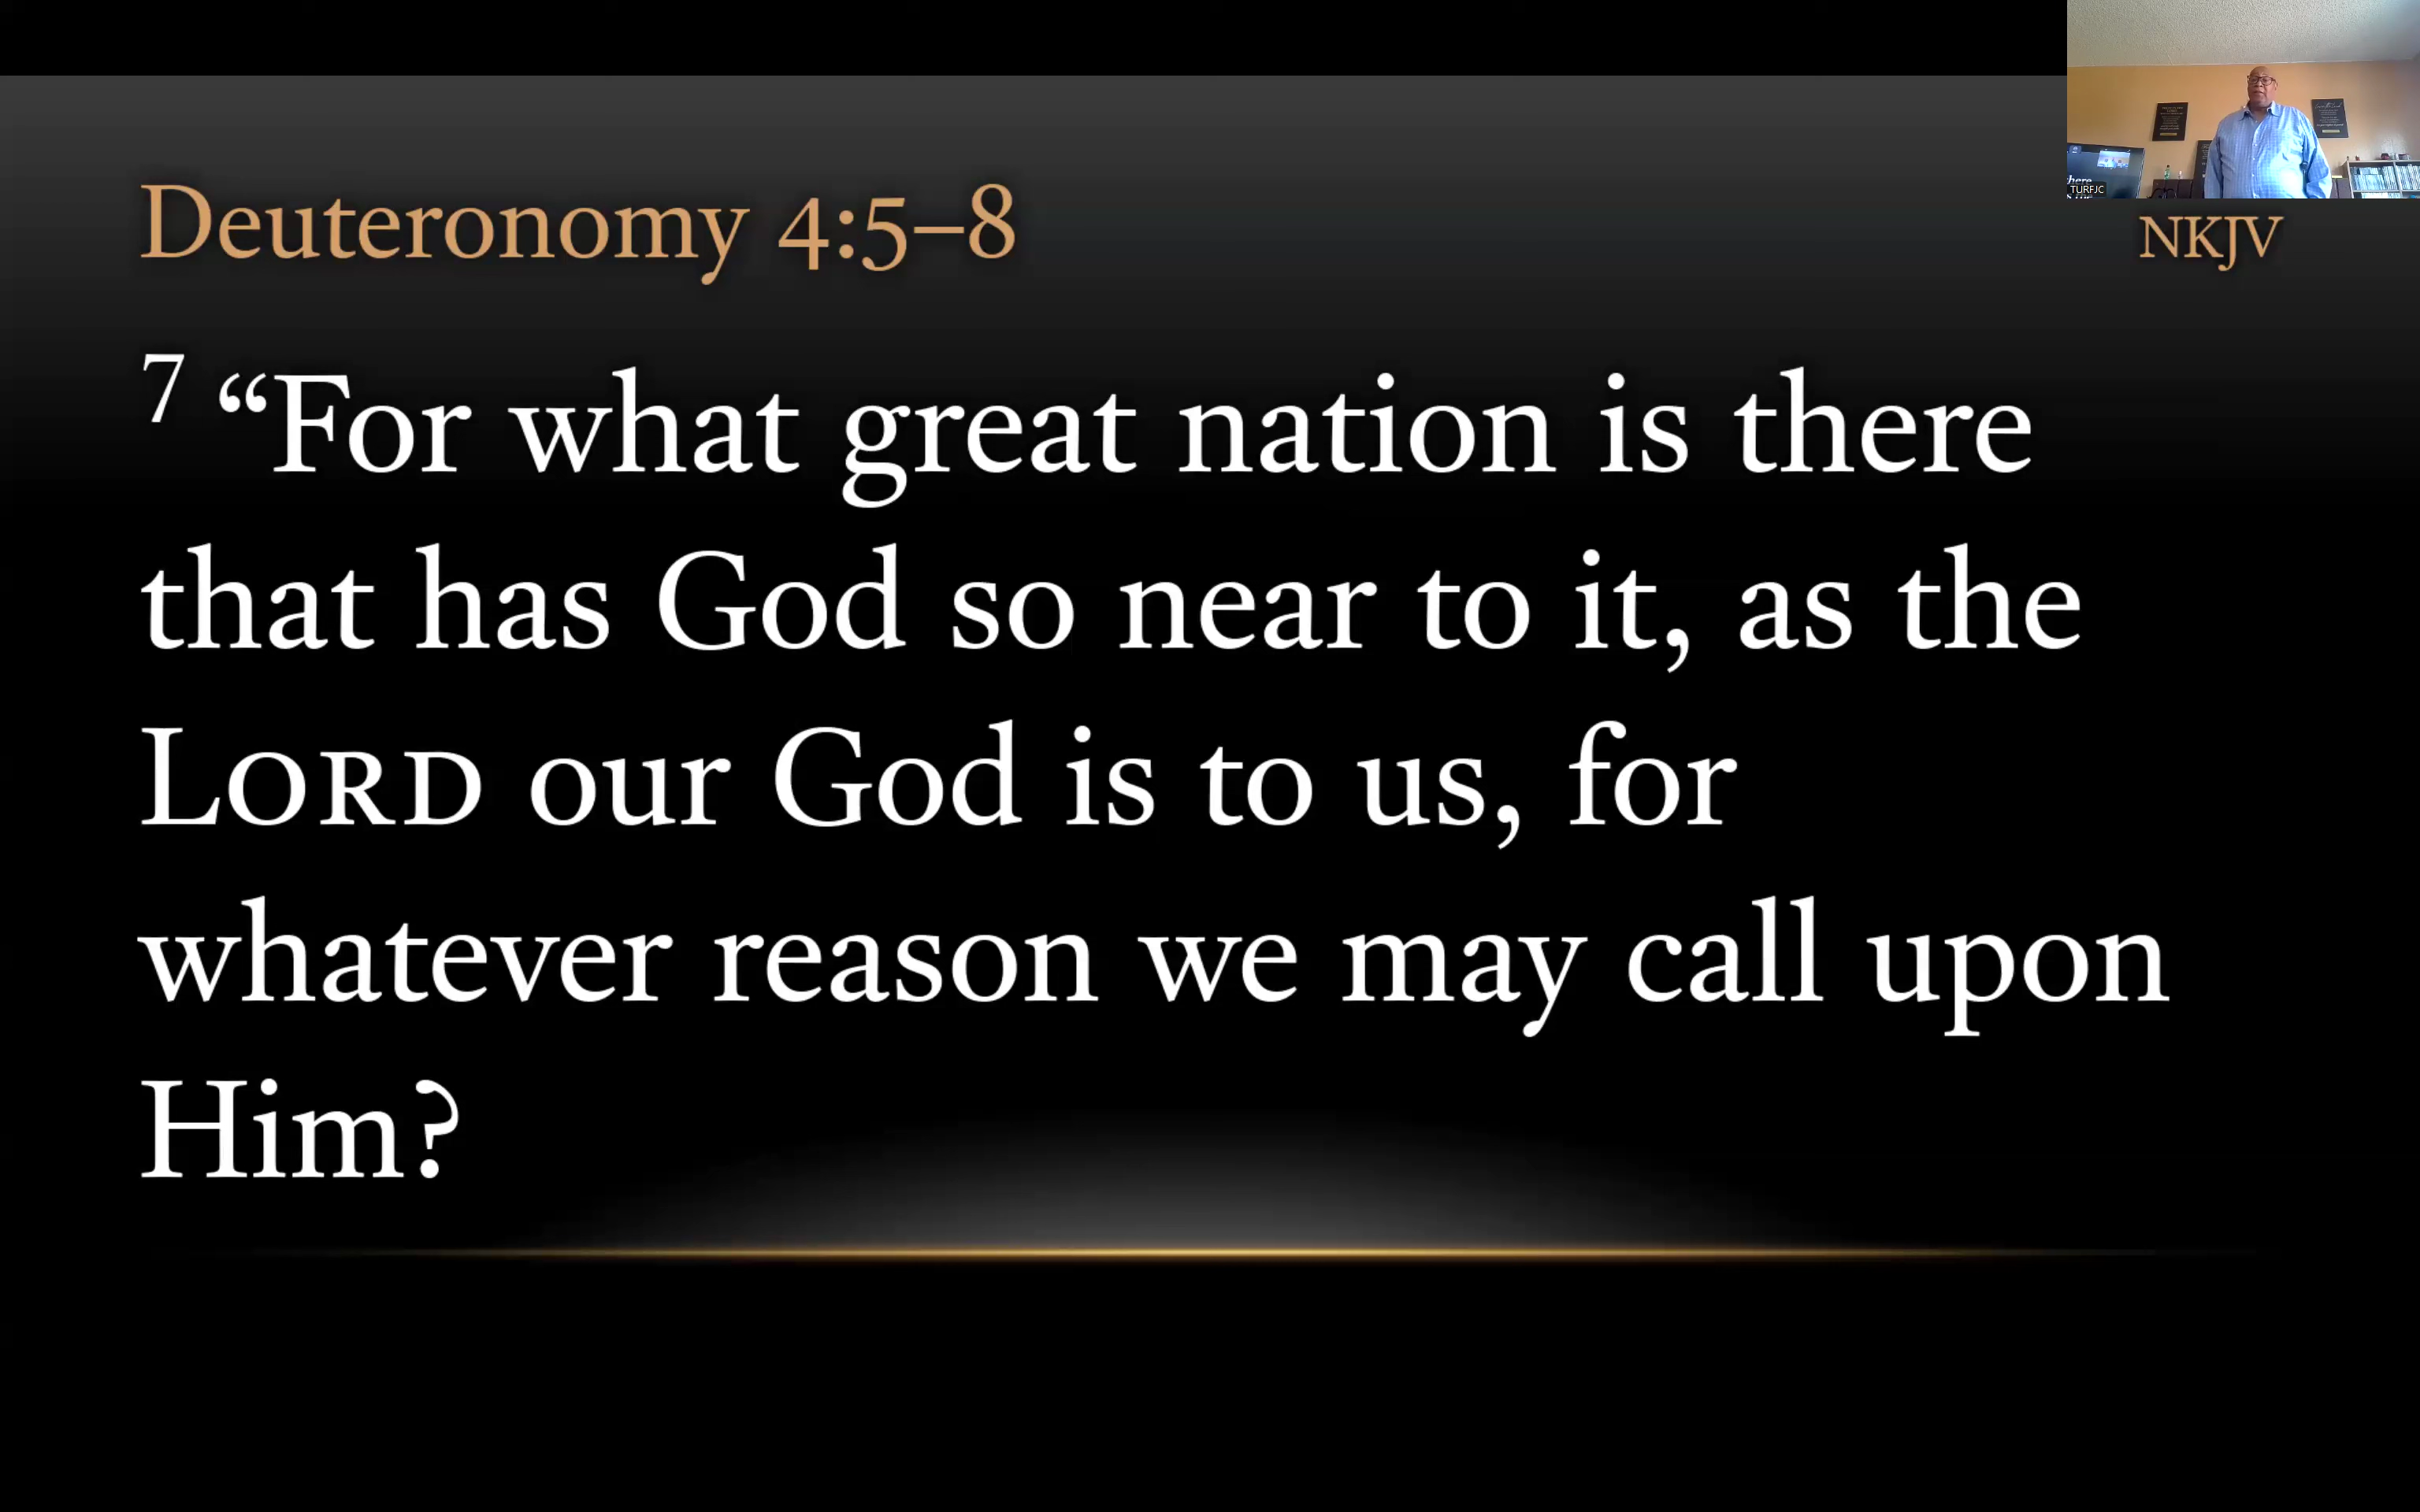 Deuteronomy 4:5–8
NKJV
7 “For what great nation is there
that has God so near to it, as the
LORD our God is to us, for
whatever reason we may call upon
Him?
TURFJC